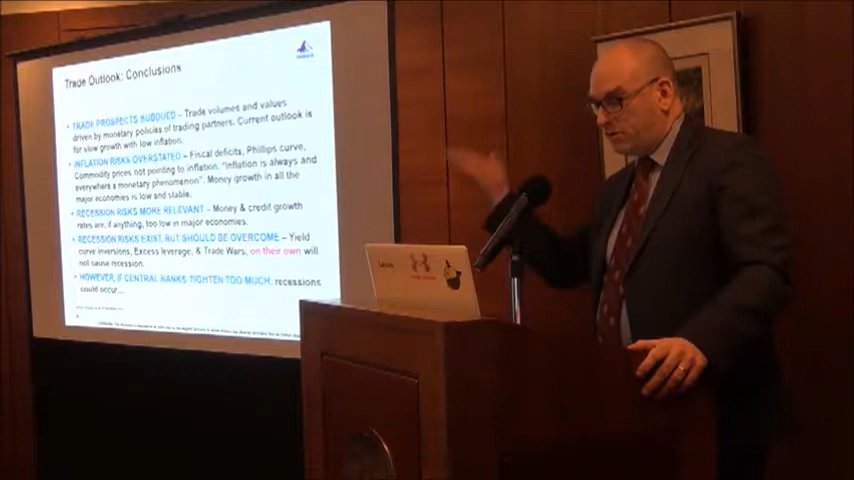 Trade Outlook: Conclusions
• TRADE PROSPECTS SUBDUED – Trade volumes and values
driven by monetary policies of trading partners. Current outlook is
for slow growth with low inflation.
• INFLATION RISKS OVERSTATED – Fiscal deficits, Phillips curve,
Commodity prices not pointing to inflation. "Inflation is always and
everywhere a monetary phenomenon". Money growth in all the
major economies is low and stable.
• RECESSION RISKS MORE RELEVANT – Money & credit growth
rates are, if anything, too low in major economies.
• RECESSION RISKS EXIST, BUT SHOULD BE OVERCOME – Yield
curve inversions, Excess leverage, & Trade Wars, on their own will
not cause recession.
• HOWEVER, IF CENTRAL BANKS TIGHTEN TOO MUCH, recessions
could occur...